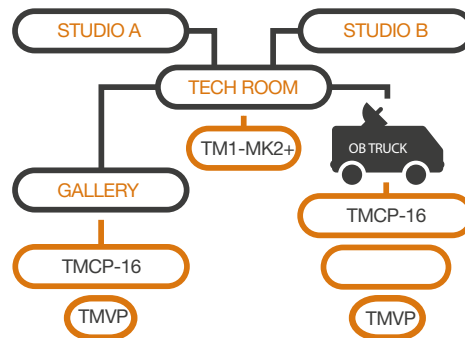 STUDIO A
STUDIO B
TECH ROOM
TM1-MK2+
OB TRUCK
GALLERY
TMCP-16
TMCP-16
TMVP
TMVP